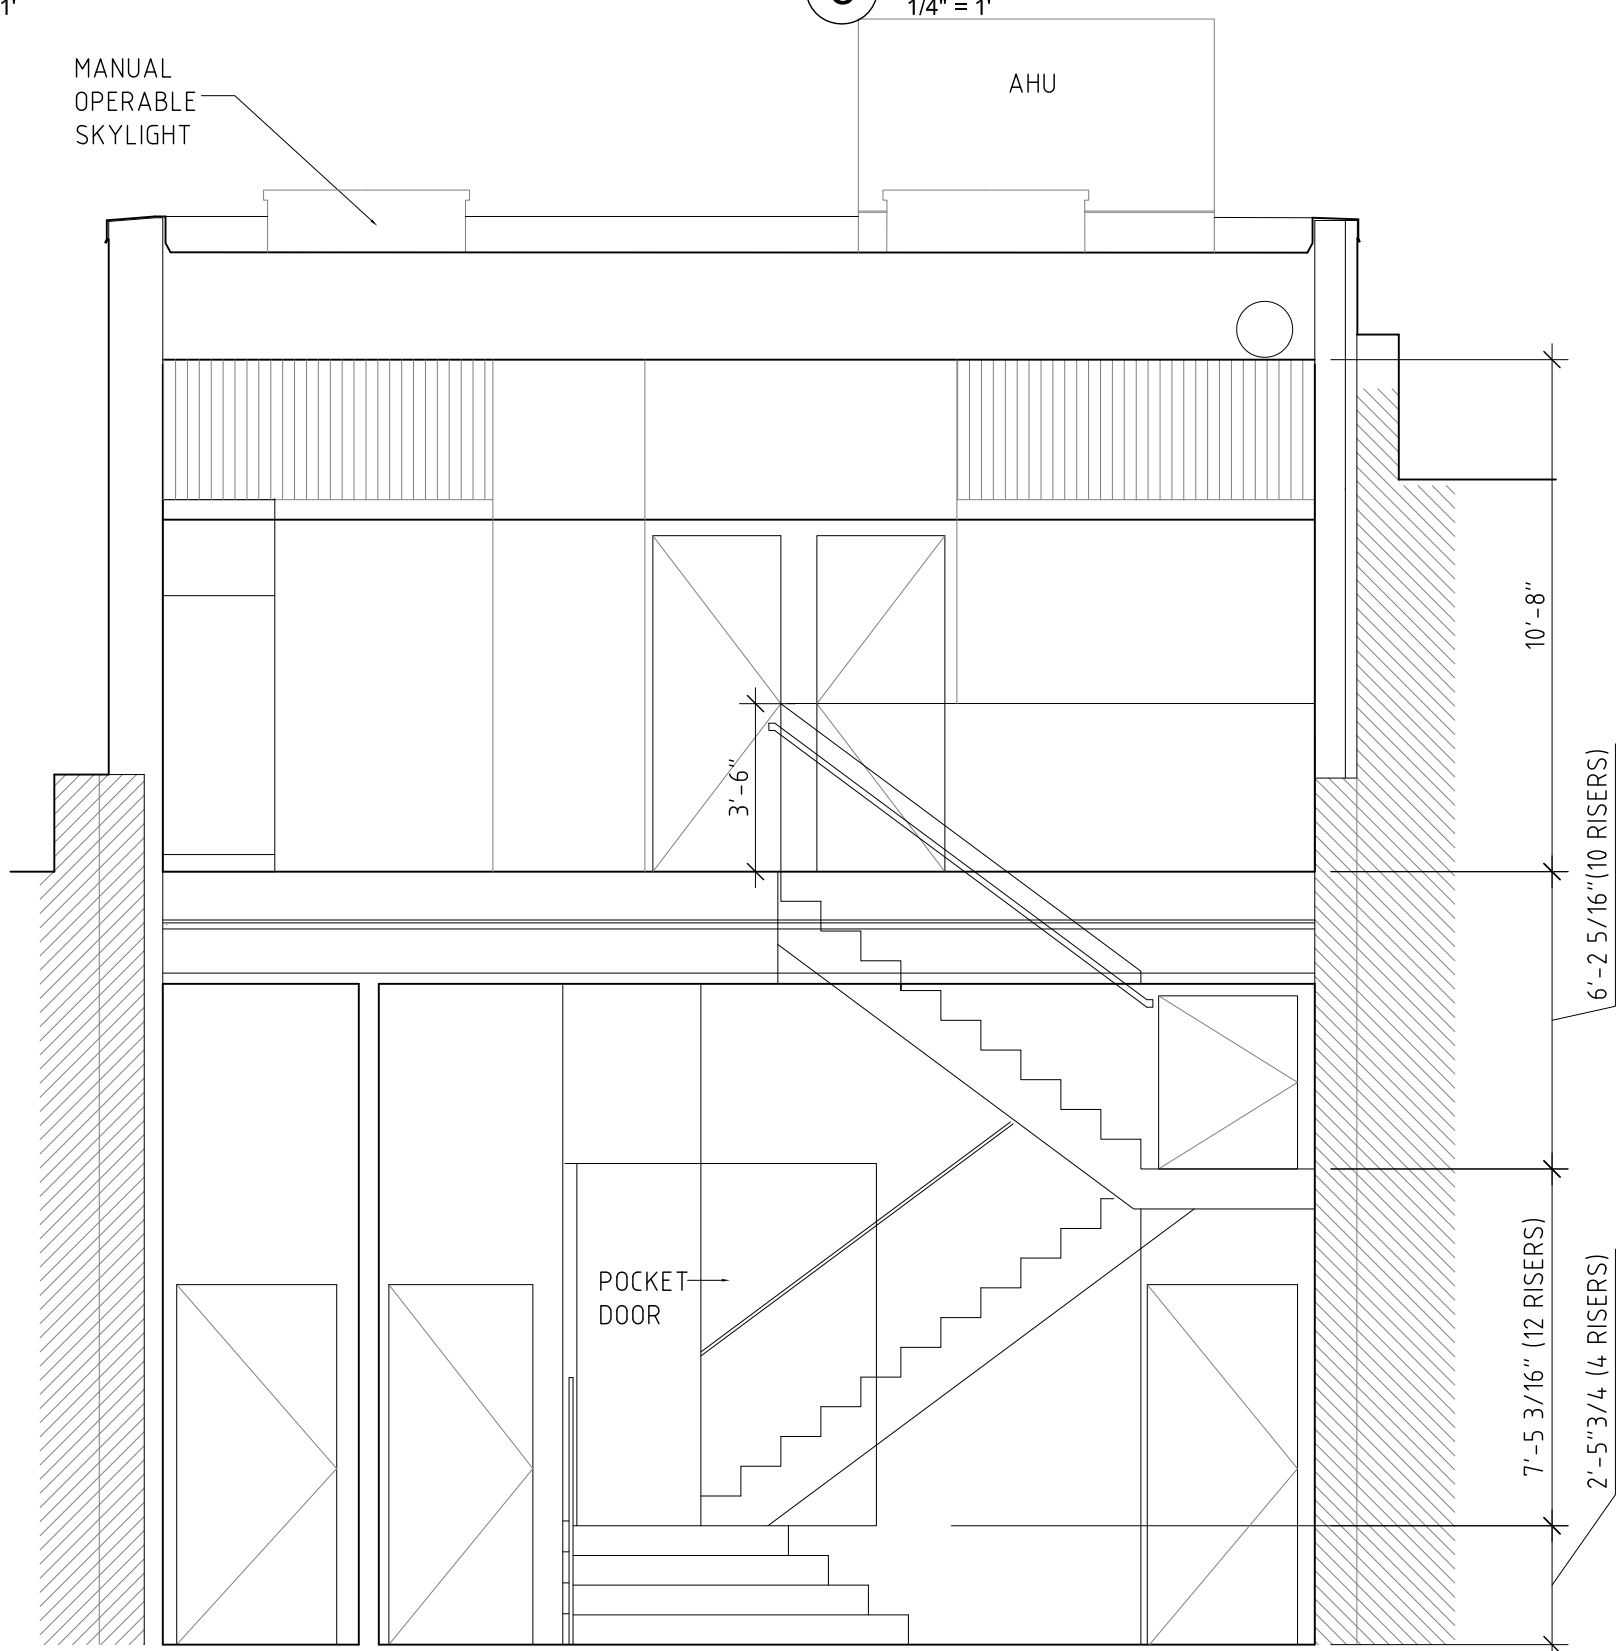 1'
1/4" = 1'
MANUAL
OPERABLE
SKYLIGHT
AHU
10'-8"
3'-6"
6'-2 5/16"(10 RISERS)
POCKET
DOOR
7'-5 3/16" (12 RISERS)
2'-5"3/4 (4 RISERS)